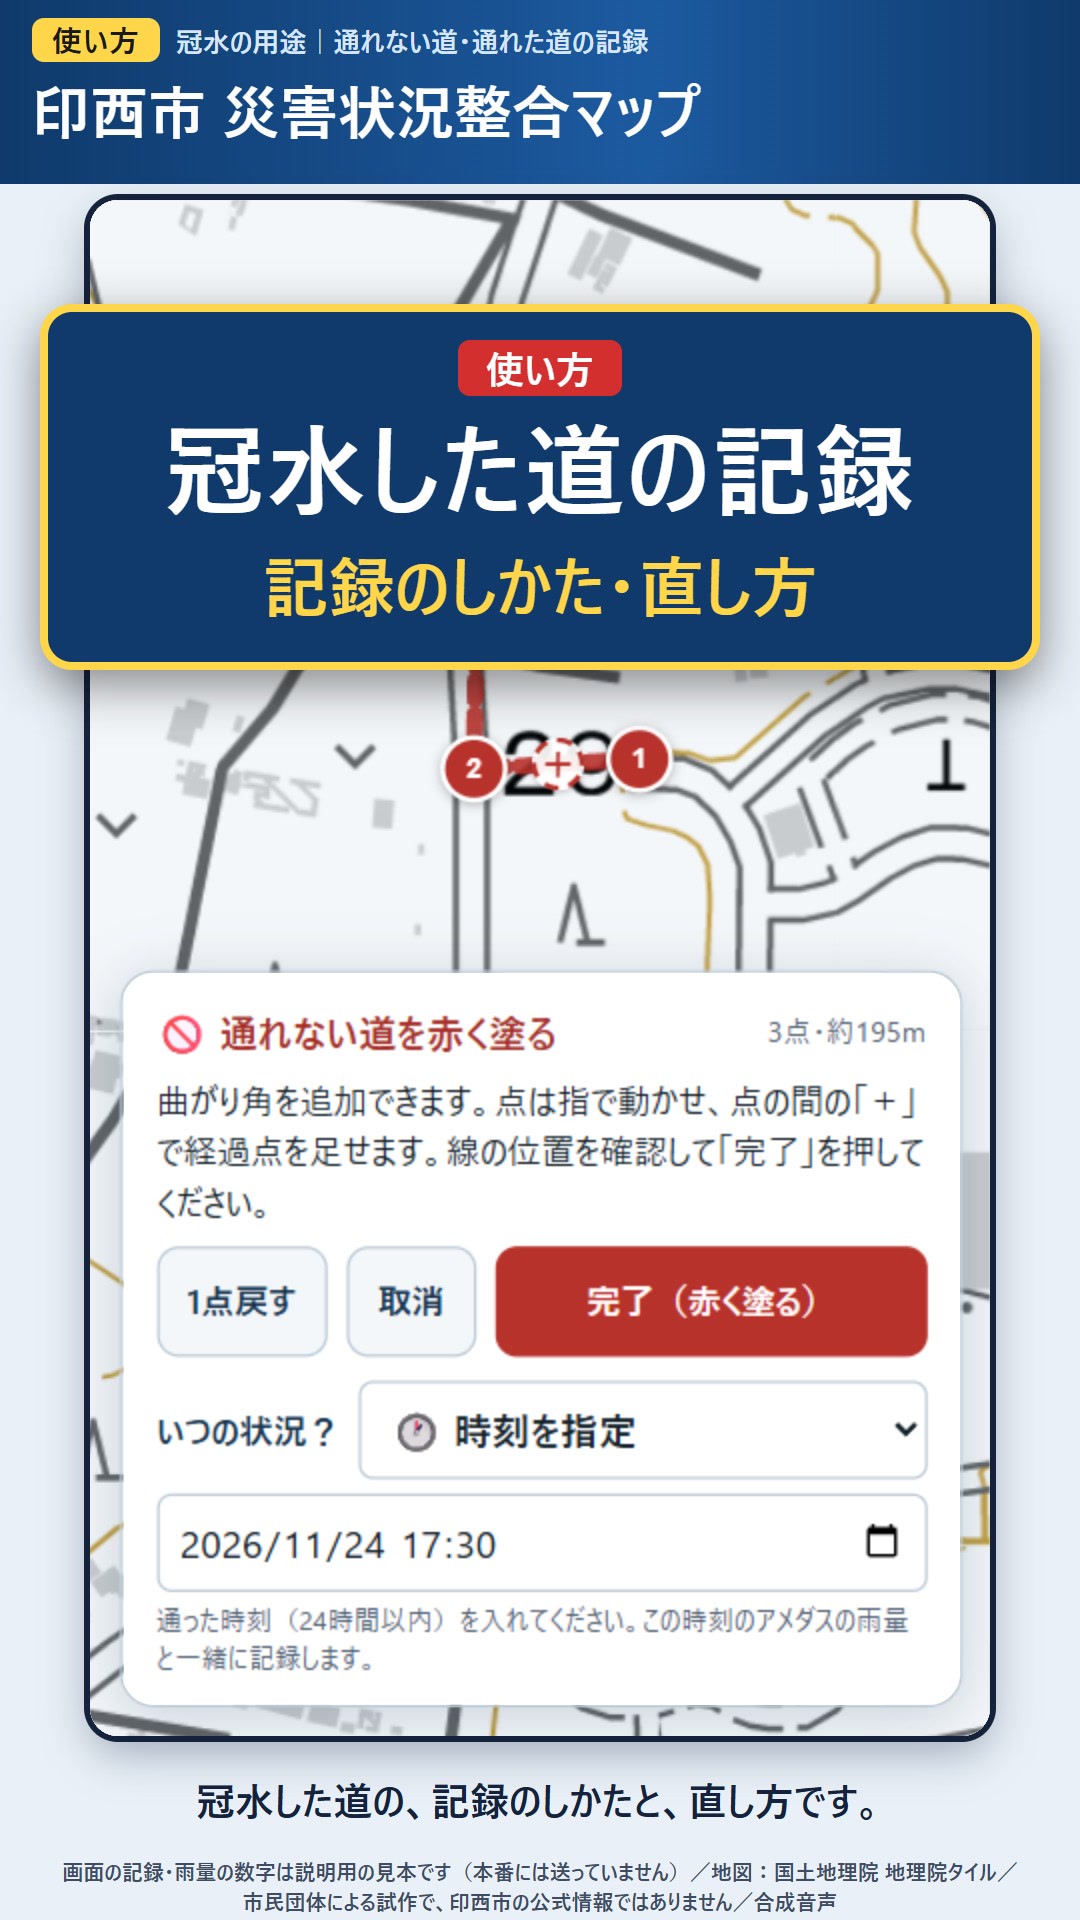 使い方 冠水の用途｜通れない道・通れた道の記録
印西市 災害状況整合マップ
使い方
冠水した道の記録
記録のしかた・直し方
2 1
🚫 通れない道を赤く塗る 3点・約195m
曲がり角を追加できます。点は指で動かせ、点の間の「＋」
で経過点を足せます。線の位置を確認して「完了」を押して
ください。
1点戻す 取消 完了（赤く塗る）
いつの状況？ 🕐 時刻を指定
2026/11/24 17:30
通った時刻（24時間以内）を入れてください。この時刻のアメダスの雨量
と一緒に記録します。
冠水した道の、記録のしかたと、直し方です。
画面の記録・雨量の数字は説明用の見本です（本番には送っていません）／地図：国土地理院 地理院タイル／
市民団体による試作で、印西市の公式情報ではありません／合成音声